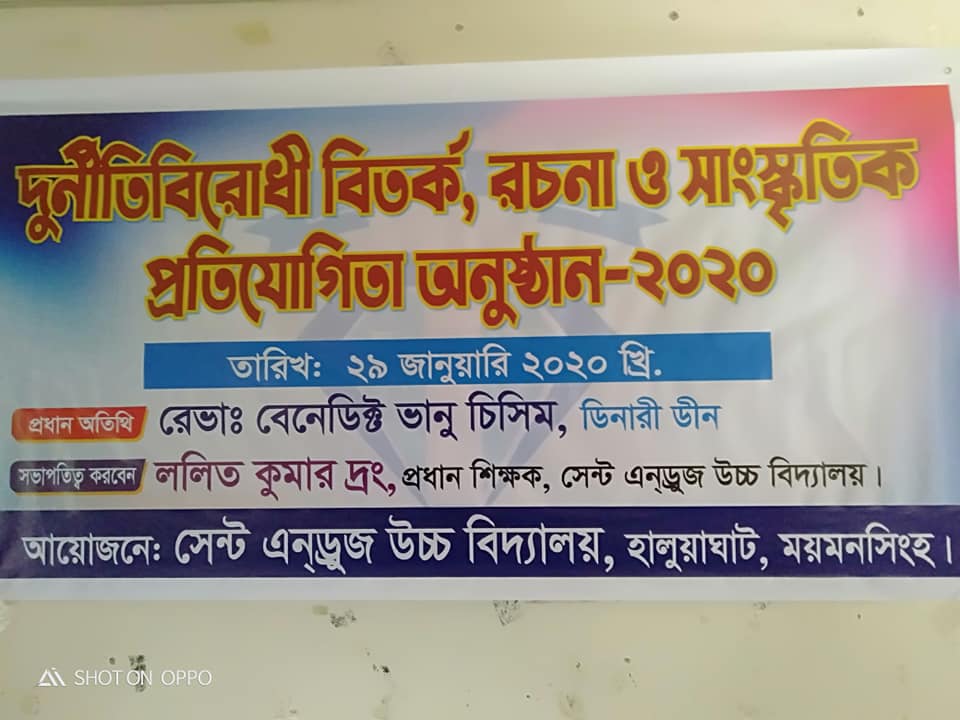 দুর্নীতিবিরোধী বিতর্ক, রচনা ও সাংস্কৃতিক
প্রতিযোগিতা অনুষ্ঠান-২০২০
তারিখ: ২৯ জানুয়ারি ২০২০ খ্রি.
প্রধান অতিথি রেভাঃ বেনেডিক্ট ভানু চিসিম, ডিনারী ডীন
সভাপতিত্ব করবেন ললিত কুমার দ্রং, প্রধান শিক্ষক, সেন্ট এন্ড্রুজ উচ্চ বিদ্যালয়।
আয়োজনে: সেন্ট এন্ড্রুজ উচ্চ বিদ্যালয়, হালুয়াঘাট, ময়মনসিংহ।
SHOT ON OPPO